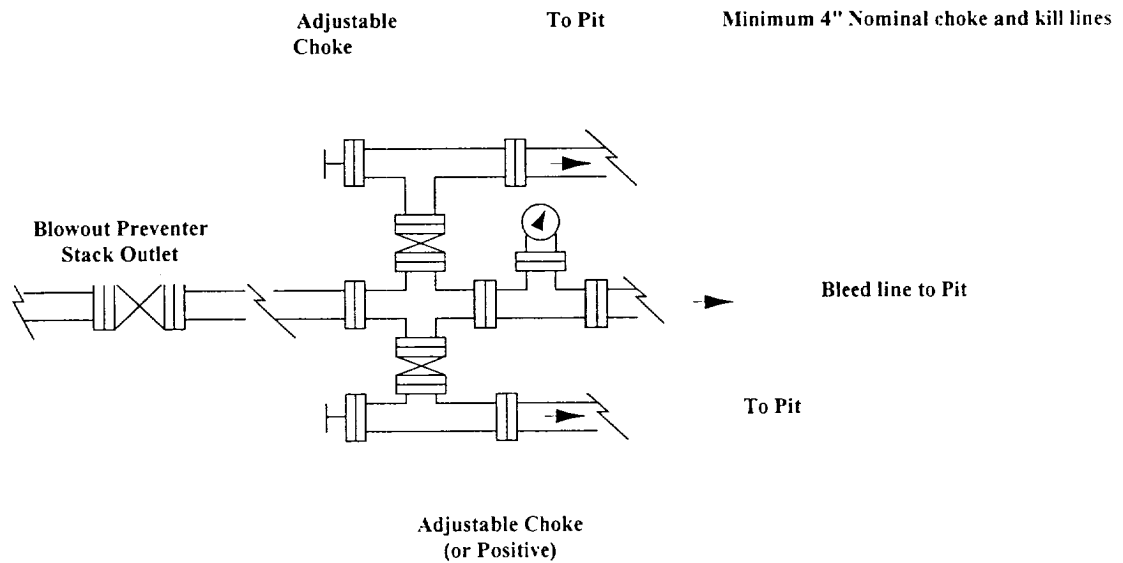 Adjustable
Choke
To Pit
Minimum 4" Nominal choke and kill lines
Blowout Preventer
Stack Outlet
Bleed line to Pit
To Pit
Adjustable Choke
(or Positive)